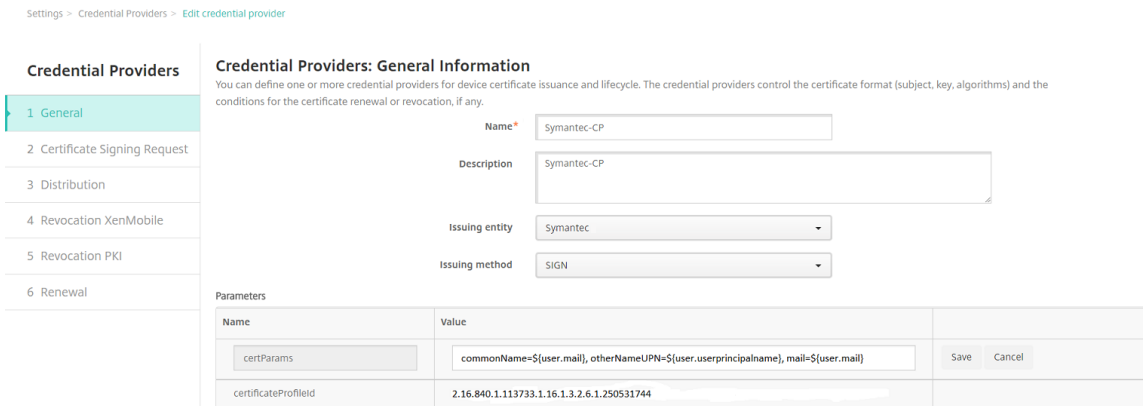 Settings > Credential Providers > Edit credential provider
Credential Providers
1 General
2 Certificate Signing Request
3 Distribution
4 Revocation XenMobile
5 Revocation PKI
6 Renewal
Credential Providers: General Information
You can define one or more credential providers for device certificate issuance and lifecycle. The credential providers control the certificate format (subject, key, algorithms) and the
conditions for the certificate renewal or revocation, if any.
Name* Symantec-CP
Description Symantec-CP
Issuing entity Symantec
Issuing method SIGN
Parameters
Name Value
certParams commonName=${user.mail}, otherNameUPN=${user.userprincipalname}, mail=${user.mail} Save Cancel
certificateProfileId 2.16.840.1.113733.1.16.1.3.2.6.1.250531744